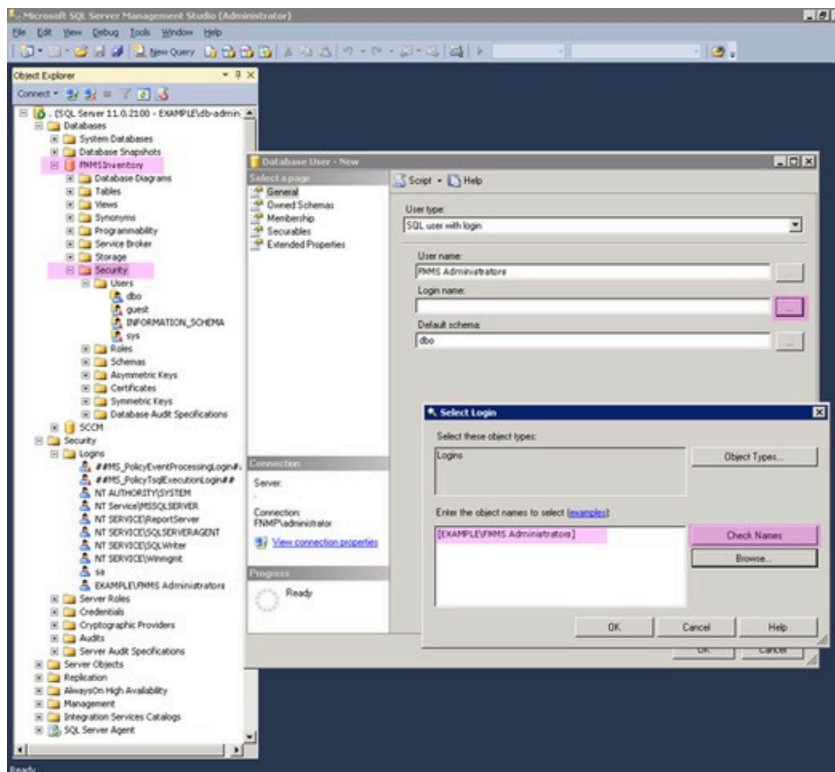 Microsoft SQL Server Management Studio (Administrator)
File Edit View Debug Tools Window Help
New Query
Object Explorer
Connect
. (SQL Server 11.0.2100 - EXAMPLE\db-admin
Databases
System Databases
Database Snapshots
FNMSInventory
Database Diagrams
Tables
Views
Synonyms
Programmability
Service Broker
Storage
Security
Users
dbo
guest
INFORMATION_SCHEMA
sys
Roles
Schemas
Asymmetric Keys
Certificates
Symmetric Keys
Database Audit Specifications
SCCM
Security
Logins
##MS_PolicyEventProcessingLogin#
##MS_PolicyTsqlExecutionLogin##
NT AUTHORITY\SYSTEM
NT Service\MSSQLSERVER
NT SERVICE\ReportServer
NT SERVICE\SQLSERVERAGENT
NT SERVICE\SQLWriter
NT SERVICE\Winmgmt
sa
EXAMPLE\FNMS Administrators
Server Roles
Credentials
Cryptographic Providers
Audits
Server Audit Specifications
Server Objects
Replication
AlwaysOn High Availability
Management
Integration Services Catalogs
SQL Server Agent
Ready
Database User - New
Select a page
General
Owned Schemas
Membership
Securables
Extended Properties
Script Help
User type:
SQL user with login
User name:
FNMS Administrators
...
Login name:
...
Default schema:
dbo
...
Connection
Server:
.
Connection:
FNMP\administrator
View connection properties
Progress
Ready
OK Cancel
Select Login
Select these object types:
Logins
Object Types...
Enter the object names to select (examples):
[EXAMPLE\FNMS Administrators]
Check Names
Browse...
OK Cancel Help